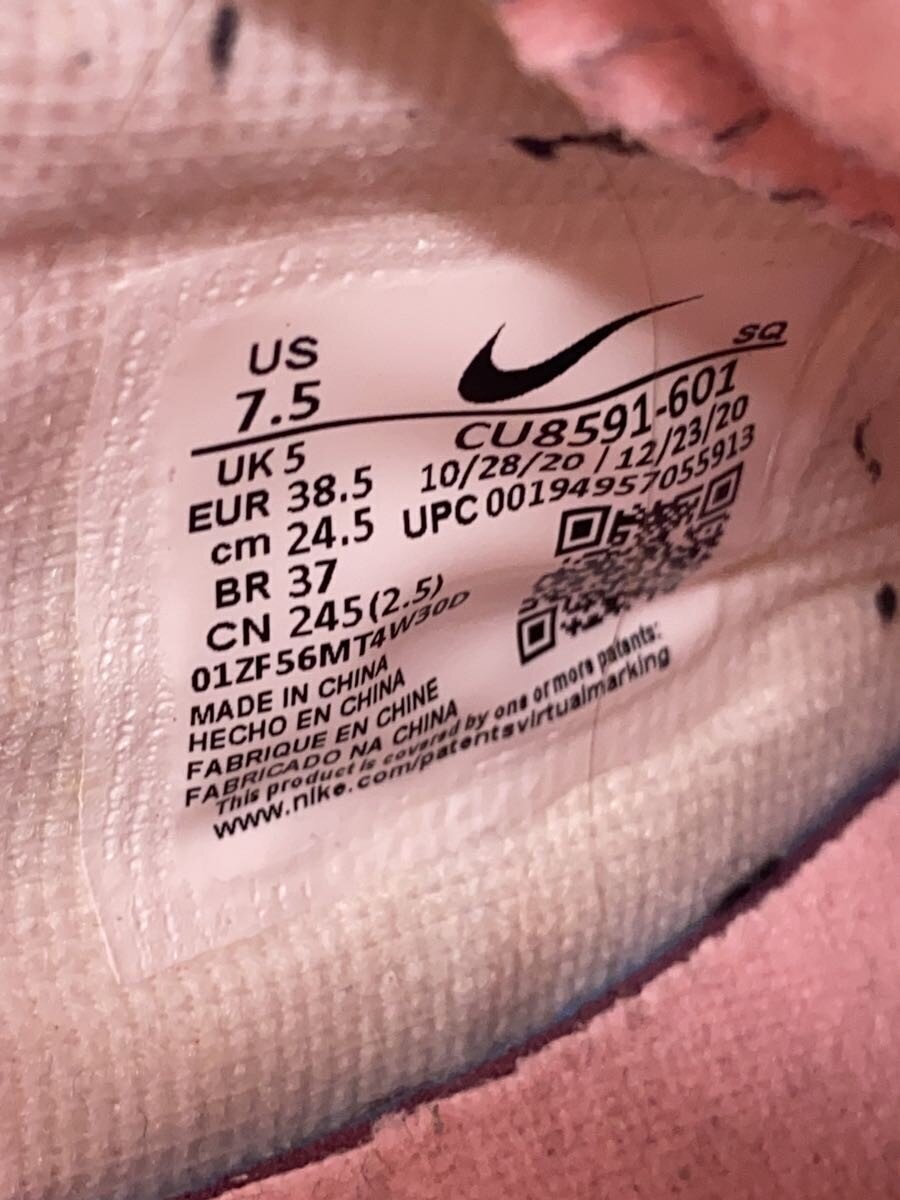 US
7.5
SQ
UK 5
EUR 38.5
cm 24.5
BR 37
CN 245(2.5)
01ZF56MT4W30D
CU8591-601
10/28/20 / 12/23/20
UPC 00194957055913
MADE IN CHINA
HECHO EN CHINA
FABRIQUE EN CHINE
FABRICADO NA CHINA
This product is covered by one or more patents:
www.nike.com/patentsvirtualmarking